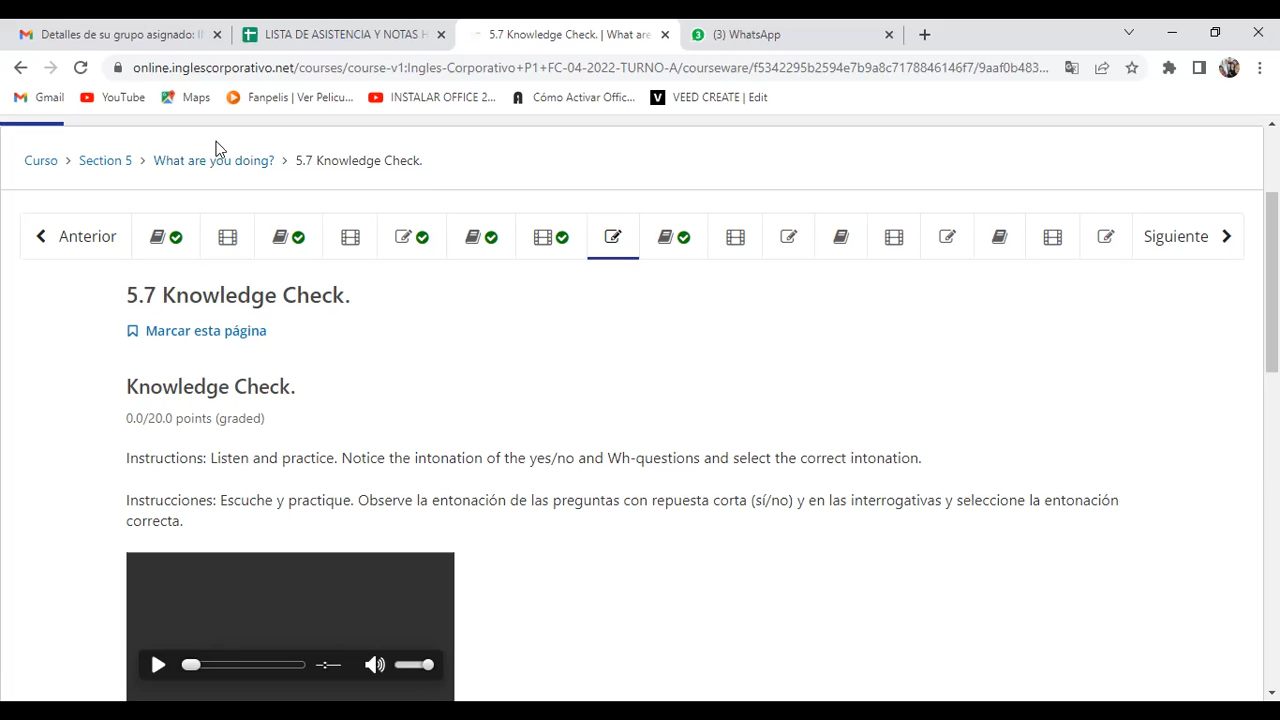 Detalles de su grupo asignado: I
LISTA DE ASISTENCIA Y NOTAS H
5.7 Knowledge Check. | What are
(3) WhatsApp
online.inglescorporativo.net/courses/course-v1:Ingles-Corporativo+P1+FC-04-2022-TURNO-A/courseware/f5342295b2594e7b9a8c7178846146f7/9aaf0b483...
Gmail
YouTube
Maps
Fanpelis | Ver Pelicu...
INSTALAR OFFICE 2...
Cómo Activar Offic...
VEED CREATE | Edit
Curso > Section 5 > What are you doing? > 5.7 Knowledge Check.
Anterior
Siguiente
5.7 Knowledge Check.
Marcar esta página
Knowledge Check.
0.0/20.0 points (graded)
Instructions: Listen and practice. Notice the intonation of the yes/no and Wh-questions and select the correct intonation.
Instrucciones: Escuche y practique. Observe la entonación de las preguntas con repuesta corta (sí/no) y en las interrogativas y seleccione la entonación
correcta.
-:-